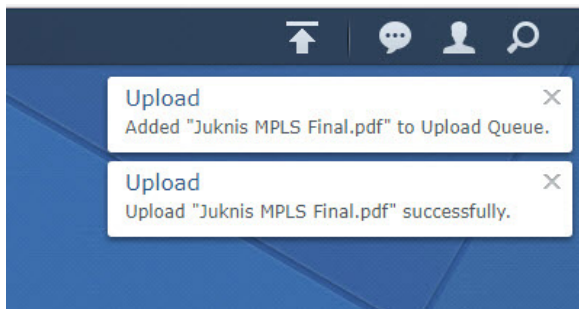 Upload
Added "Juknis MPLS Final.pdf" to Upload Queue.
Upload
Upload "Juknis MPLS Final.pdf" successfully.